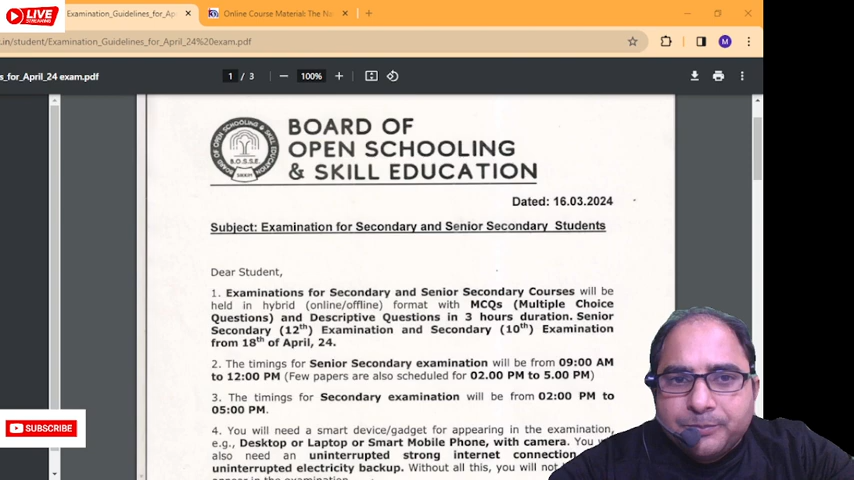 LIVE
STREAMING
Examination_Guidelines_for_Ap
Online Course Material: The Na
.in/student/Examination_Guidelines_for_April_24%20exam.pdf
M
s_for_April_24 exam.pdf
1 / 3
100%
BOARD OF
OPEN SCHOOLING
& SKILL EDUCATION
BOARD OF OPEN SCHOOLING & SKILL EDUCATION
B.O.S.S.E.
SIKKIM
Dated: 16.03.2024
Subject: Examination for Secondary and Senior Secondary Students
Dear Student,
1. Examinations for Secondary and Senior Secondary Courses will be
held in hybrid (online/offline) format with MCQs (Multiple Choice
Questions) and Descriptive Questions in 3 hours duration. Senior
Secondary (12th) Examination and Secondary (10th) Examination
from 18th of April, 24.
2. The timings for Senior Secondary examination will be from 09:00 AM
to 12:00 PM (Few papers are also scheduled for 02.00 PM to 5.00 PM)
3. The timings for Secondary examination will be from 02:00 PM to
05:00 PM.
4. You will need a smart device/gadget for appearing in the examination,
e.g., Desktop or Laptop or Smart Mobile Phone, with camera. You
also need an uninterrupted strong internet connection
uninterrupted electricity backup. Without all this, you will not
SUBSCRIBE